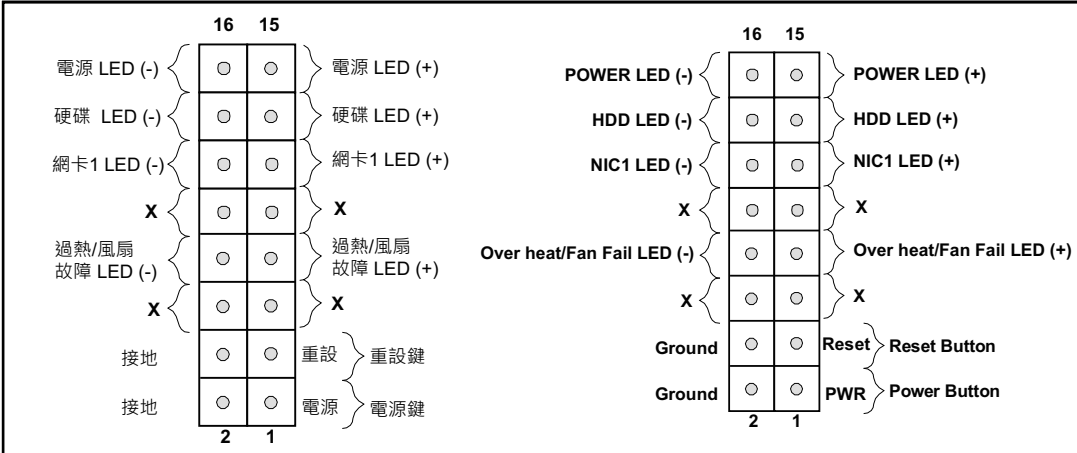 16 15
電源 LED (-) 電源 LED (+)
硬碟 LED (-) 硬碟 LED (+)
網卡1 LED (-) 網卡1 LED (+)
X X
過熱/風扇
故障 LED (-)
過熱/風扇
故障 LED (+)
X X
接地 重設 重設鍵
接地 電源 電源鍵
2 1
16 15
POWER LED (-) POWER LED (+)
HDD LED (-) HDD LED (+)
NIC1 LED (-) NIC1 LED (+)
X X
Over heat/Fan Fail LED (-) Over heat/Fan Fail LED (+)
X X
Ground Reset Reset Button
Ground PWR Power Button
2 1